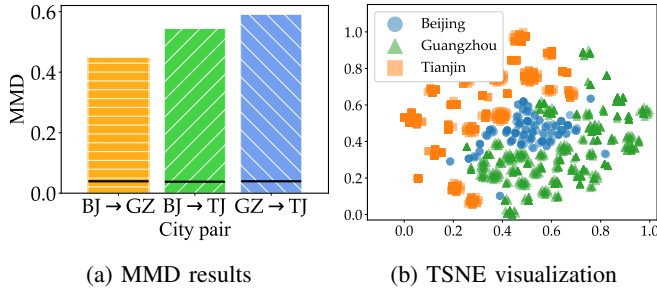 MMD
0.6
0.4
0.2
0.0
BJ → GZ BJ → TJ GZ → TJ
City pair
(a) MMD results
Beijing
Guangzhou
Tianjin
1.0
0.8
0.6
0.4
0.2
0.0
0.0 0.2 0.4 0.6 0.8 1.0
(b) TSNE visualization